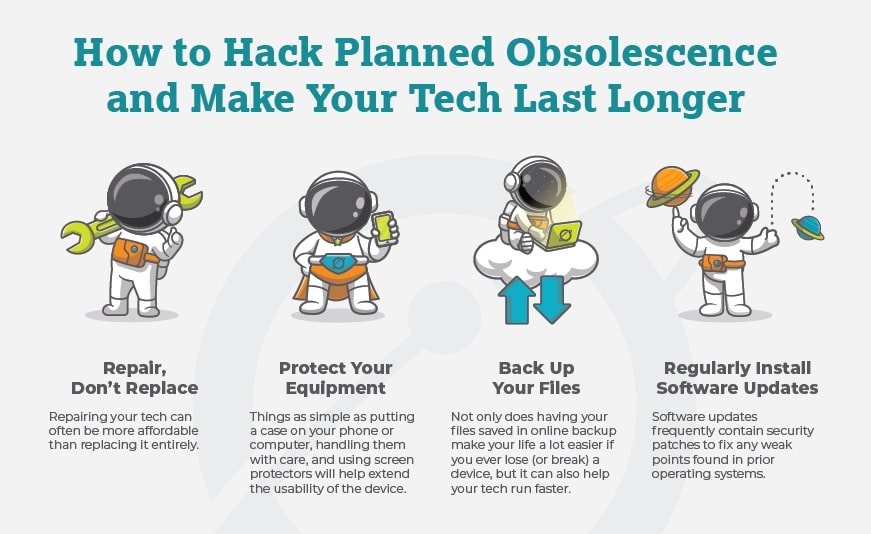 How to Hack Planned Obsolescence
and Make Your Tech Last Longer
Repair,
Don't Replace
Repairing your tech can
often be more affordable
than replacing it entirely.
Protect Your
Equipment
Things as simple as putting
a case on your phone or
computer, handling them
with care, and using screen
protectors will help extend
the usability of the device.
Back Up
Your Files
Not only does having your
files saved in online backup
make your life a lot easier if
you ever lose (or break) a
device, but it can also help
your tech run faster.
Regularly Install
Software Updates
Software updates
frequently contain security
patches to fix any weak
points found in prior
operating systems.